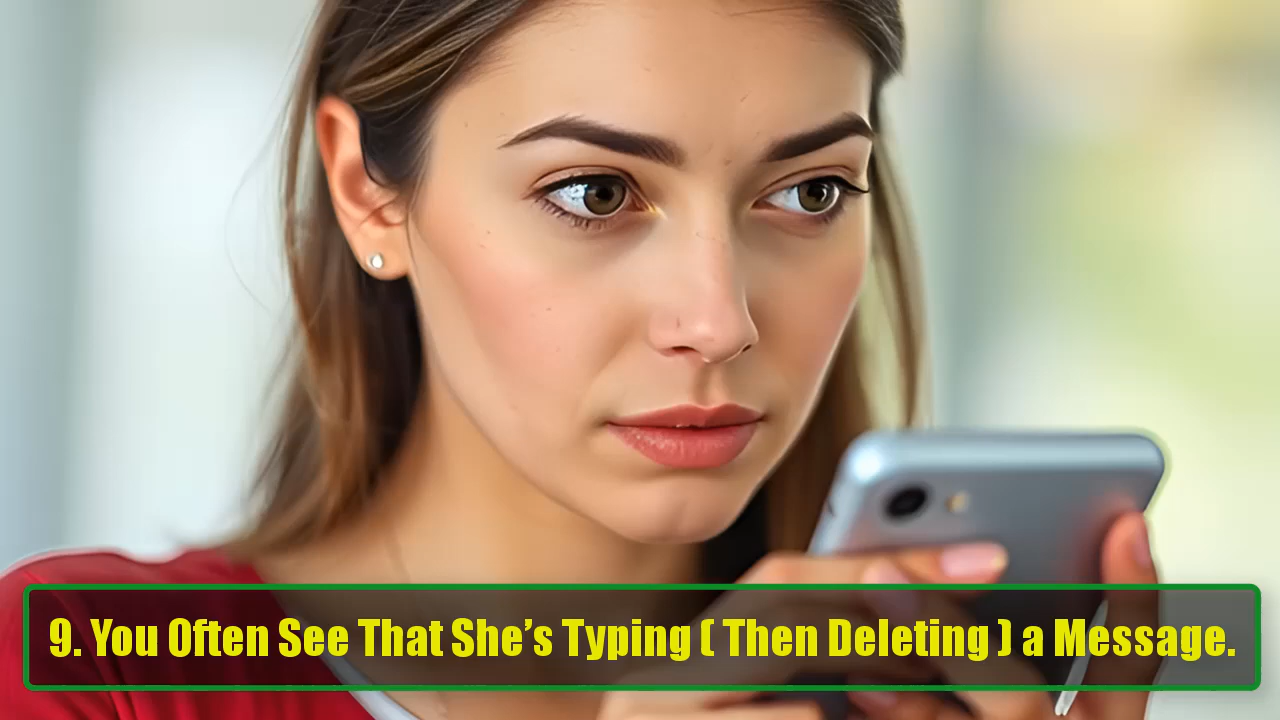 9. You Often See That She's Typing ( Then Deleting ) a Message.